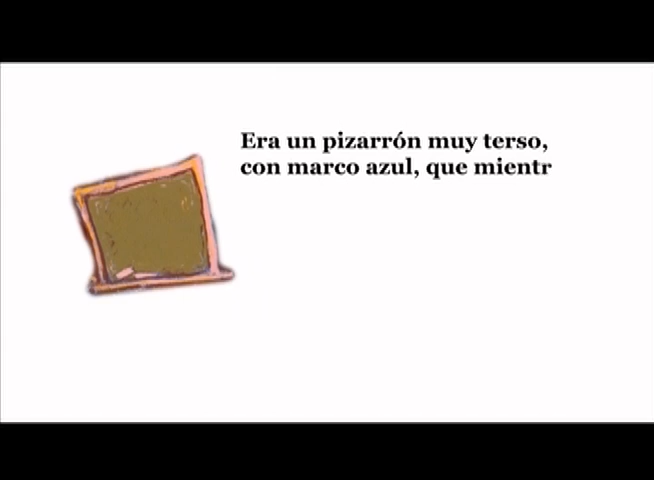 Era un pizarrón muy terso,
con marco azul, que mientr